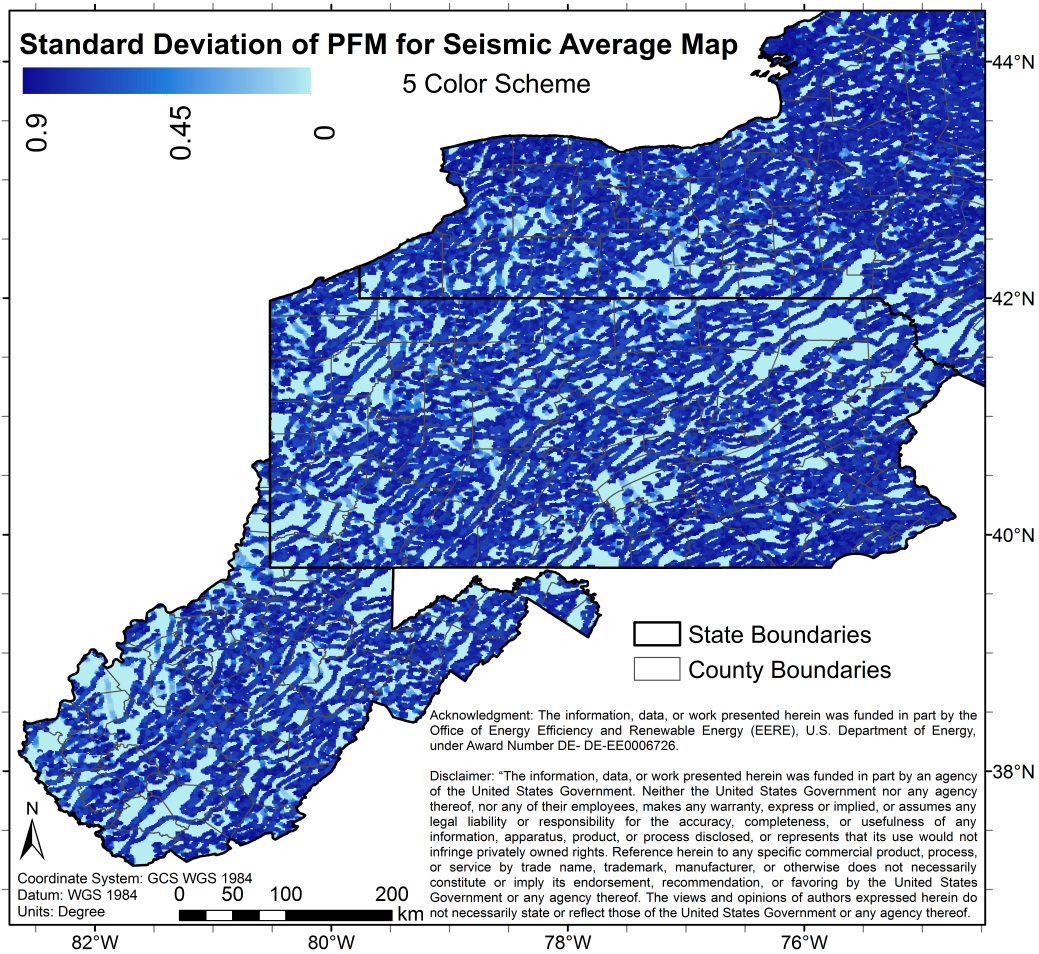 Standard Deviation of PFM for Seismic Average Map
5 Color Scheme
0.9
0.45
0
44°N
42°N
40°N
38°N
State Boundaries
County Boundaries
Acknowledgment: The information, data, or work presented herein was funded in part by the
Office of Energy Efficiency and Renewable Energy (EERE), U.S. Department of Energy,
under Award Number DE- DE-EE0006726.
Disclaimer: “The information, data, or work presented herein was funded in part by an agency
of the United States Government. Neither the United States Government nor any agency
thereof, nor any of their employees, makes any warranty, express or implied, or assumes any
legal liability or responsibility for the accuracy, completeness, or usefulness of any
information, apparatus, product, or process disclosed, or represents that its use would not
infringe privately owned rights. Reference herein to any specific commercial product, process,
or service by trade name, trademark, manufacturer, or otherwise does not necessarily
constitute or imply its endorsement, recommendation, or favoring by the United States
Government or any agency thereof. The views and opinions of authors expressed herein do
not necessarily state or reflect those of the United States Government or any agency thereof.
N
Coordinate System: GCS WGS 1984
Datum: WGS 1984
Units: Degree
0 50 100 200
km
82°W
80°W
78°W
76°W